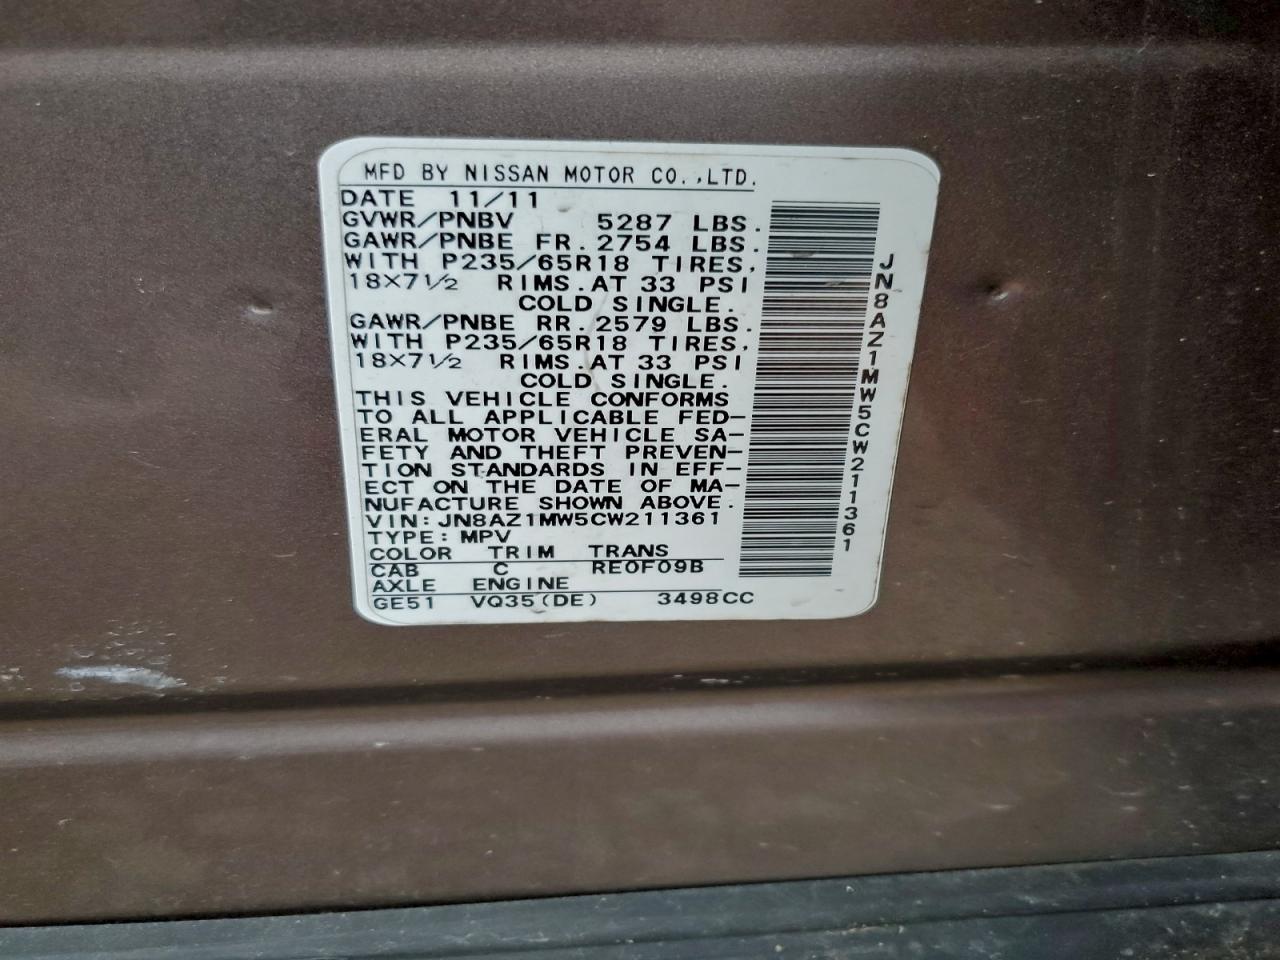 MFD BY NISSAN MOTOR CO.,LTD.
DATE 11/11
GVWR/PNBV 5287 LBS.
GAWR/PNBE FR. 2754 LBS.
WITH P235/65R18 TIRES,
18×7½ RIMS. AT 33 PSI
COLD SINGLE.
GAWR/PNBE RR. 2579 LBS.
WITH P235/65R18 TIRES,
18×7½ RIMS. AT 33 PSI
COLD SINGLE.
THIS VEHICLE CONFORMS
TO ALL APPLICABLE FED-
ERAL MOTOR VEHICLE SA-
FETY AND THEFT PREVEN-
TION STANDARDS IN EFF-
ECT ON THE DATE OF MA-
NUFACTURE SHOWN ABOVE.
VIN: JN8AZ1MW5CW211361
TYPE: MPV
COLOR TRIM TRANS
CAB C RE0F09B
AXLE ENGINE
GE51 VQ35(DE) 3498CC
JN8AZ1MW5CW211361